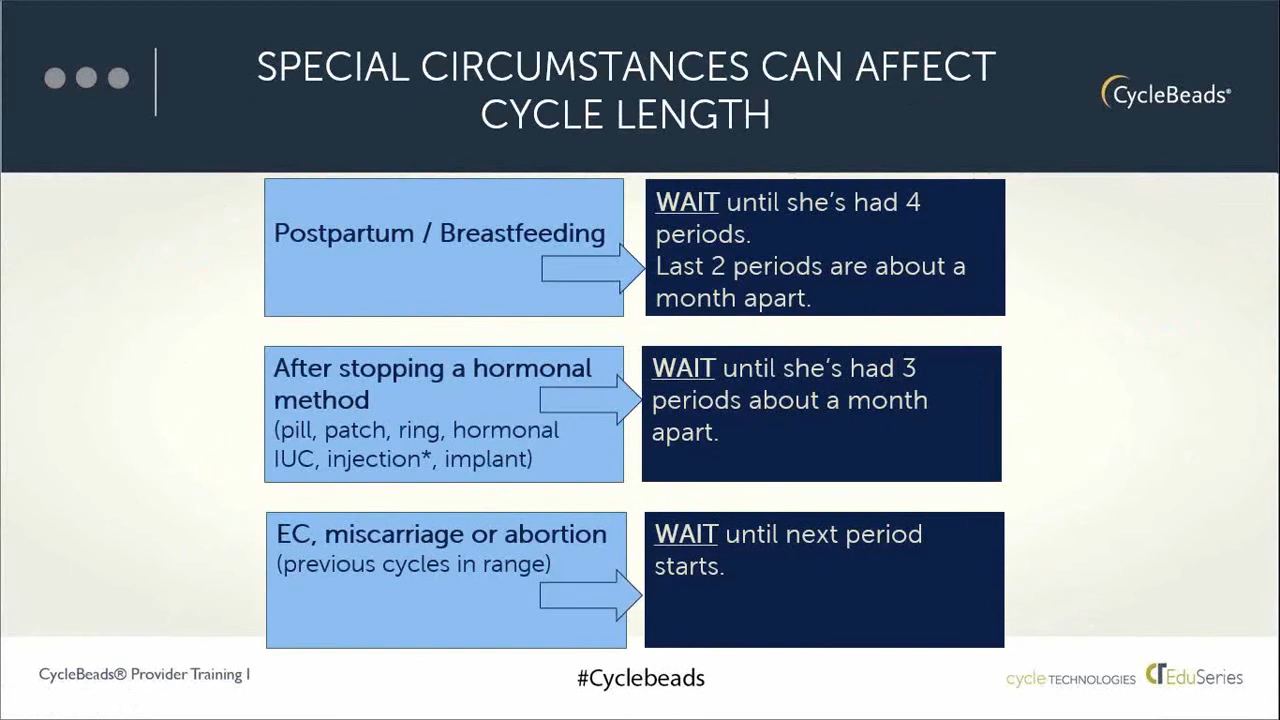 SPECIAL CIRCUMSTANCES CAN AFFECT
CYCLE LENGTH
CycleBeads®
Postpartum / Breastfeeding
WAIT until she's had 4
periods.
Last 2 periods are about a
month apart.
After stopping a hormonal
method
(pill, patch, ring, hormonal
IUC, injection*, implant)
WAIT until she's had 3
periods about a month
apart.
EC, miscarriage or abortion
(previous cycles in range)
WAIT until next period
starts.
CycleBeads® Provider Training I
#Cyclebeads
cycle TECHNOLOGIES
CT EduSeries